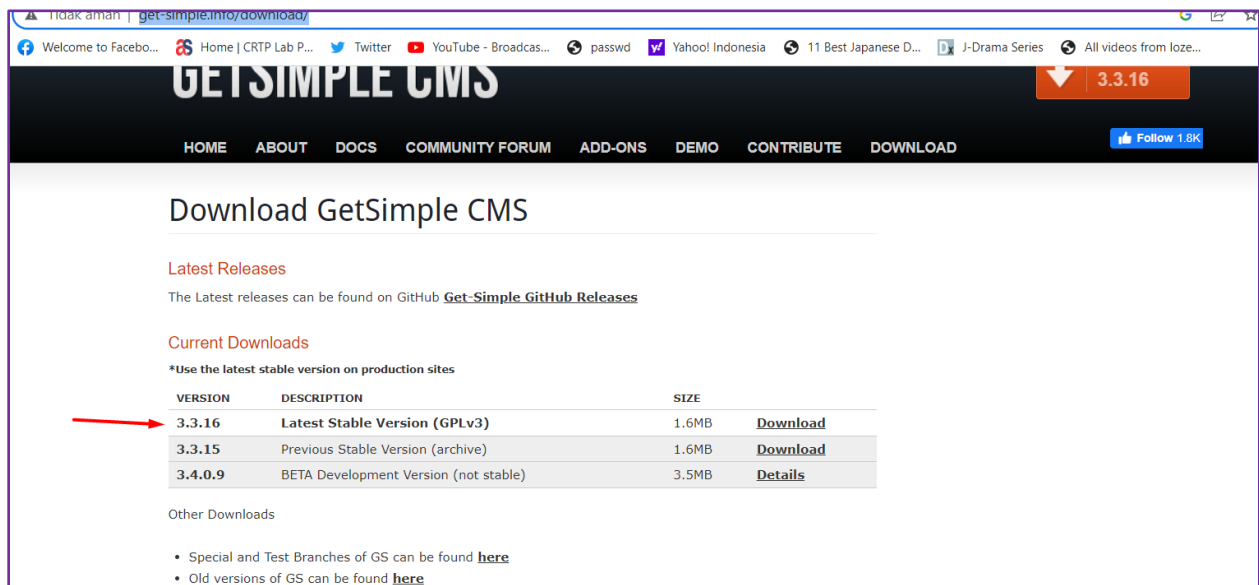 Tidak aman | get-simple.info/download/
Welcome to Facebo... Home | CRTP Lab P... Twitter YouTube - Broadcas... passwd Yahoo! Indonesia 11 Best Japanese D... J-Drama Series All videos from loze...
GETSIMPLE CMS
3.3.16
HOME ABOUT DOCS COMMUNITY FORUM ADD-ONS DEMO CONTRIBUTE DOWNLOAD
Follow 1.8K
Download GetSimple CMS
Latest Releases
The Latest releases can be found on GitHub Get-Simple GitHub Releases
Current Downloads
*Use the latest stable version on production sites
VERSION DESCRIPTION SIZE
3.3.16 Latest Stable Version (GPLv3) 1.6MB Download
3.3.15 Previous Stable Version (archive) 1.6MB Download
3.4.0.9 BETA Development Version (not stable) 3.5MB Details
Other Downloads
• Special and Test Branches of GS can be found here
• Old versions of GS can be found here